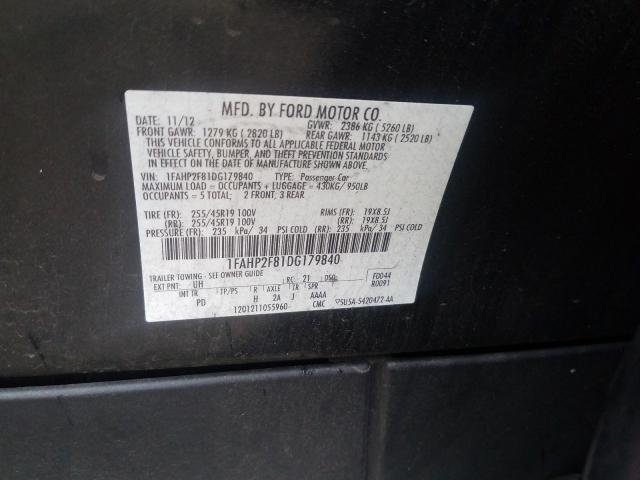 MFD. BY FORD MOTOR CO.
DATE: 11/12 GVWR: 2386 KG ( 5260 LB)
FRONT GAWR: 1279 KG ( 2820 LB) REAR GAWR: 1143 KG ( 2520 LB)
THIS VEHICLE CONFORMS TO ALL APPLICABLE FEDERAL MOTOR
VEHICLE SAFETY, BUMPER, AND THEFT PREVENTION STANDARDS
IN EFFECT ON THE DATE OF MANUFACTURE SHOWN ABOVE.
VIN: 1FAHP2F81DG179840 TYPE: Passenger Car
MAXIMUM LOAD = OCCUPANTS + LUGGAGE = 430KG/ 950LB
OCCUPANTS = 5 TOTAL; 2 FRONT, 3 REAR
TIRE (FR): 255/45R19 100V RIMS (FR): 19X8.5J
(RR): 255/45R19 100V (RR): 19X8.5J
PRESSURE (FR): 235 kPa/ 34 PSI COLD (RR): 235 kPa/ 34 PSI COLD
1FAHP2F81DG179840
TRAILER TOWING - SEE OWNER GUIDE
EXT PNT: UH RC: 21 DSO: F0044
R0091
TP/PS R AXLE TR SPR
PD H 2A J AAAA
1201211055960 CMC 5U5A-5420472-AA